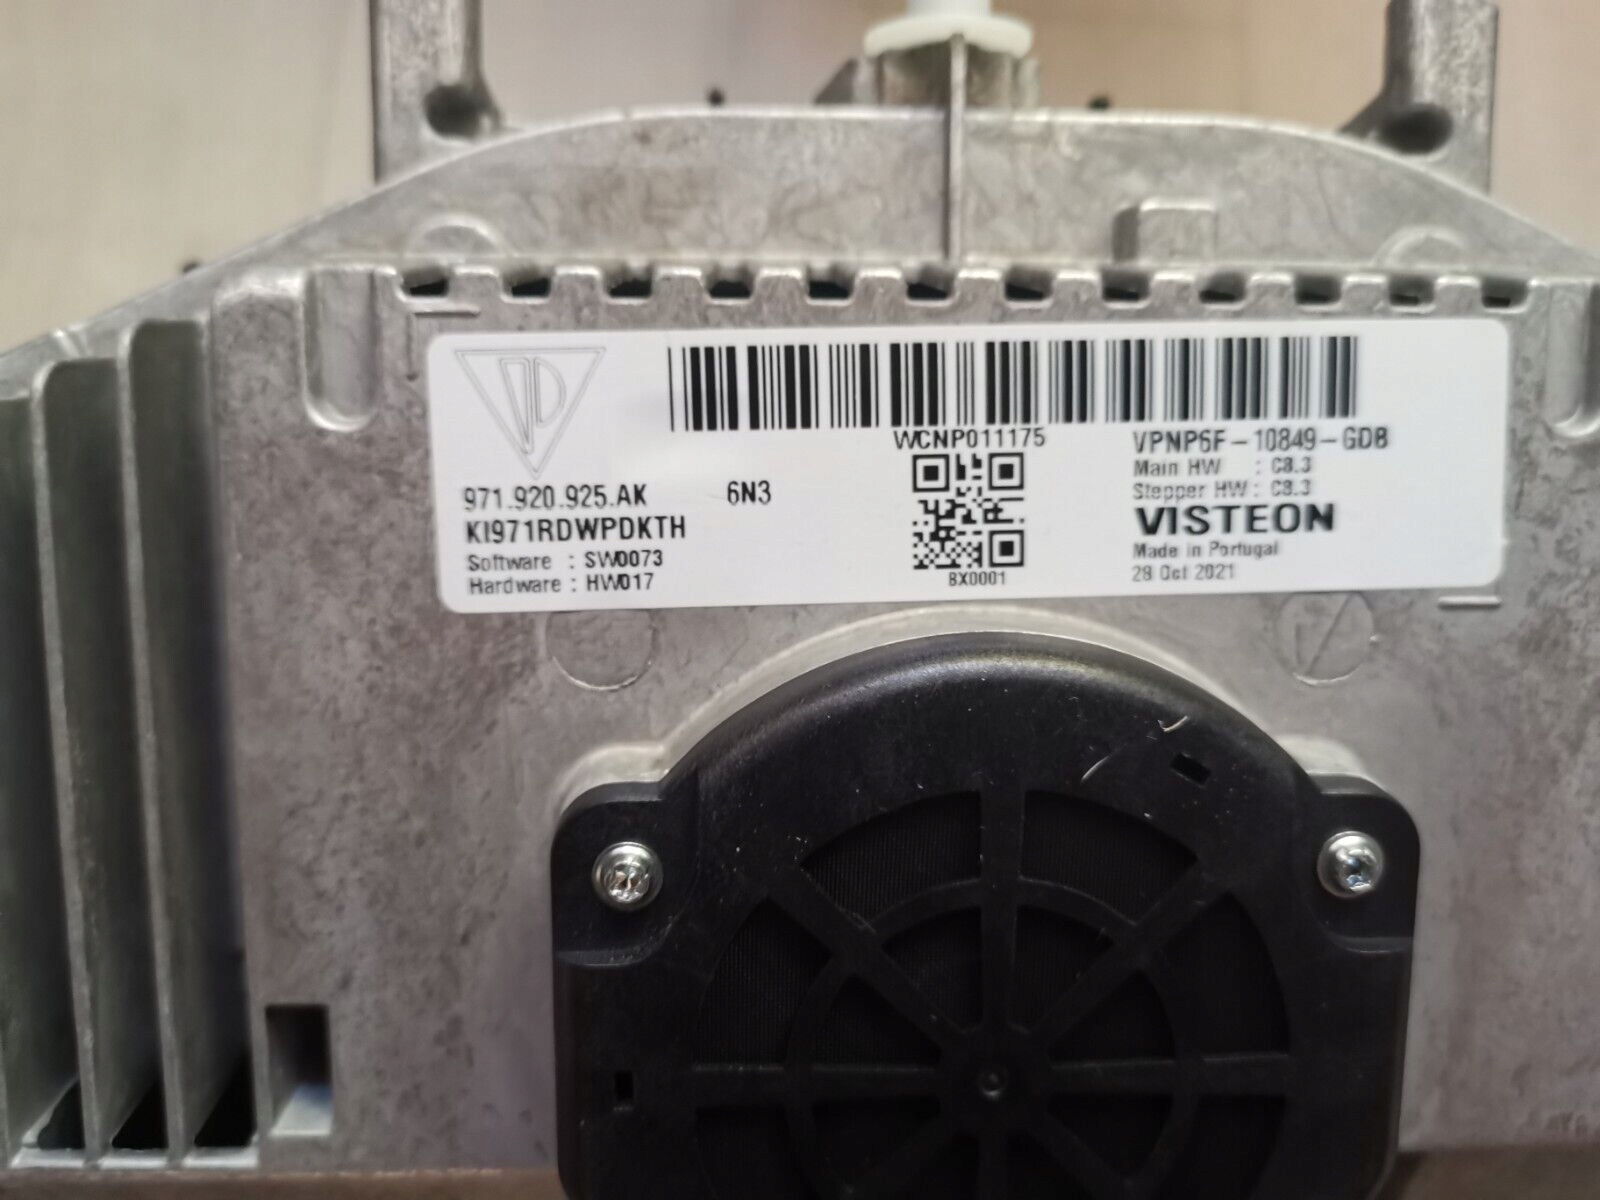 WCNP011175
VPNP6F-10849-GDB
Main HW : C8.3
Stepper HW : C8.3
971.920.925.AK 6N3
KI971RDWPDKTH
VISTEON
Software : SW0073
Hardware : HW017
BX0001
Made in Portugal
28 Oct 2021